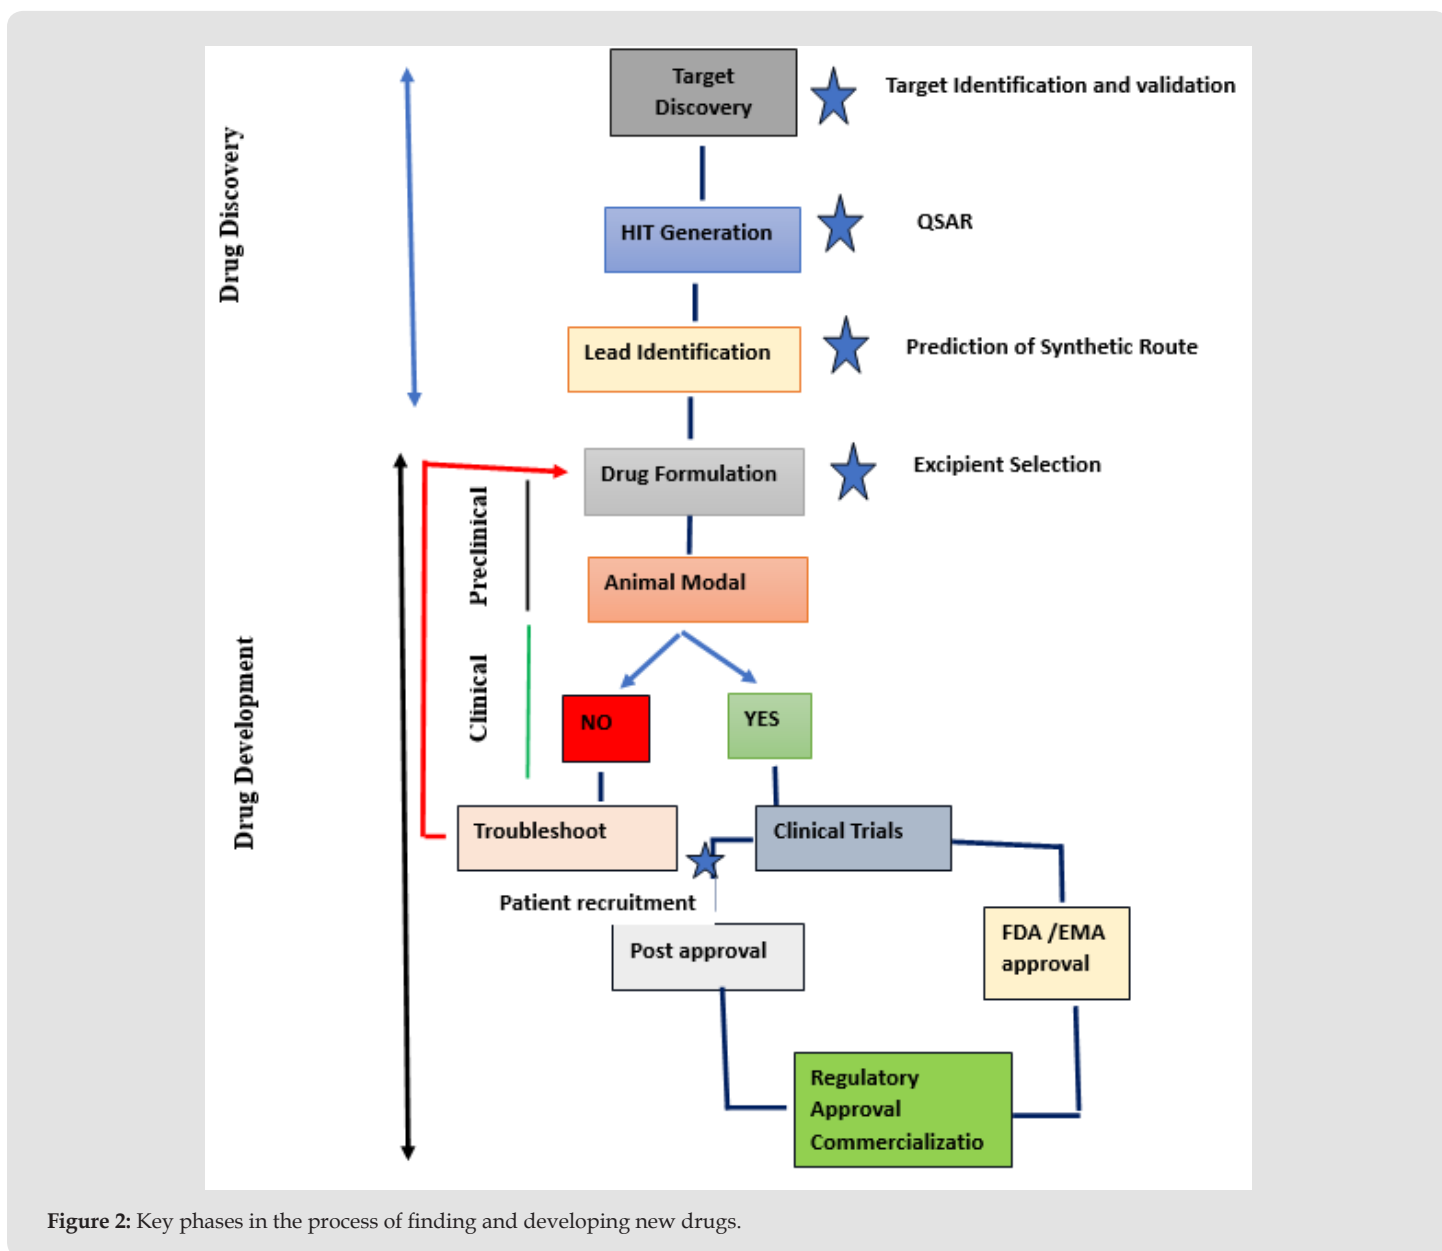 Target
Discovery
Target Identification and validation
Drug Discovery
HIT Generation
QSAR
Lead Identification
Prediction of Synthetic Route
Drug Formulation
Excipient Selection
Preclinical
Animal Modal
Clinical
NO
YES
Drug Development
Troubleshoot
Clinical Trials
Patient recruitment
Post approval
FDA /EMA
approval
Regulatory
Approval
Commercializatio
Figure 2: Key phases in the process of finding and developing new drugs.